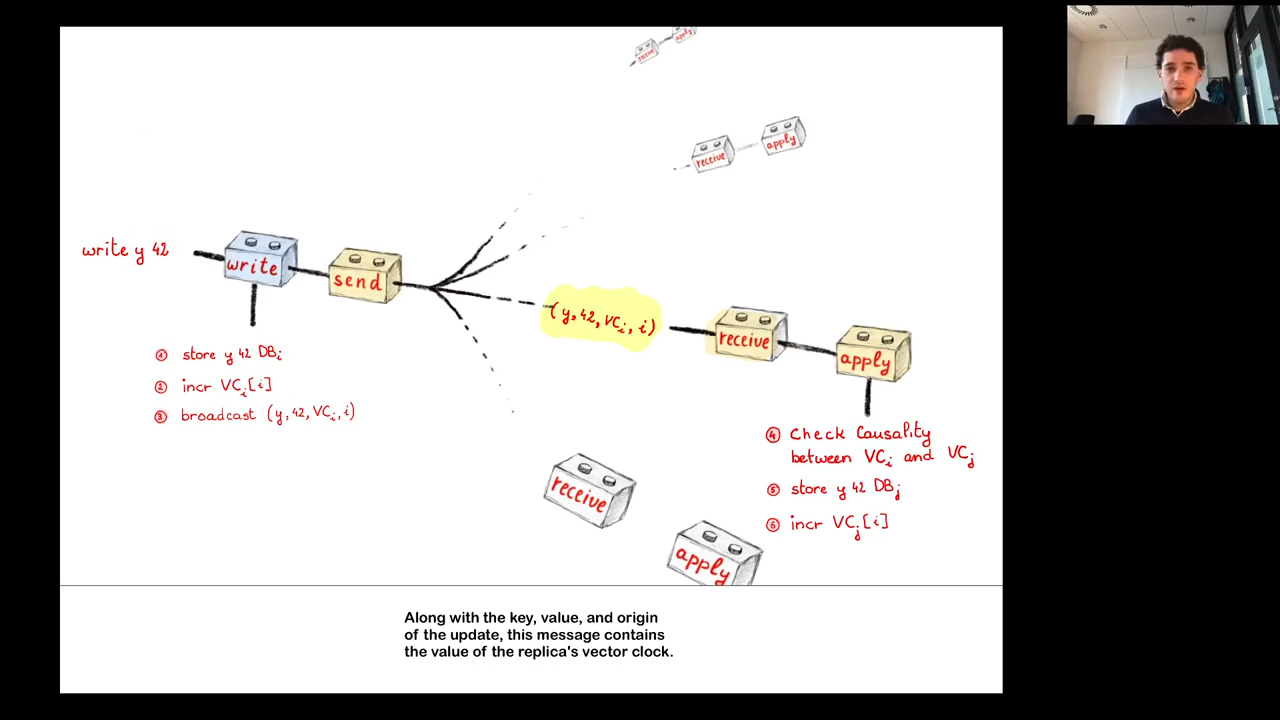 receive
apply
receive
apply
write y 42
write
send
(y, 42, VCi, i)
receive
apply
① store y 42 DBi
② incr VCi[i]
③ broadcast (y, 42, VCi, i)
④ check causality
between VCi and VCj
⑤ store y 42 DBj
⑥ incr VCj[i]
receive
apply
Along with the key, value, and origin
of the update, this message contains
the value of the replica's vector clock.